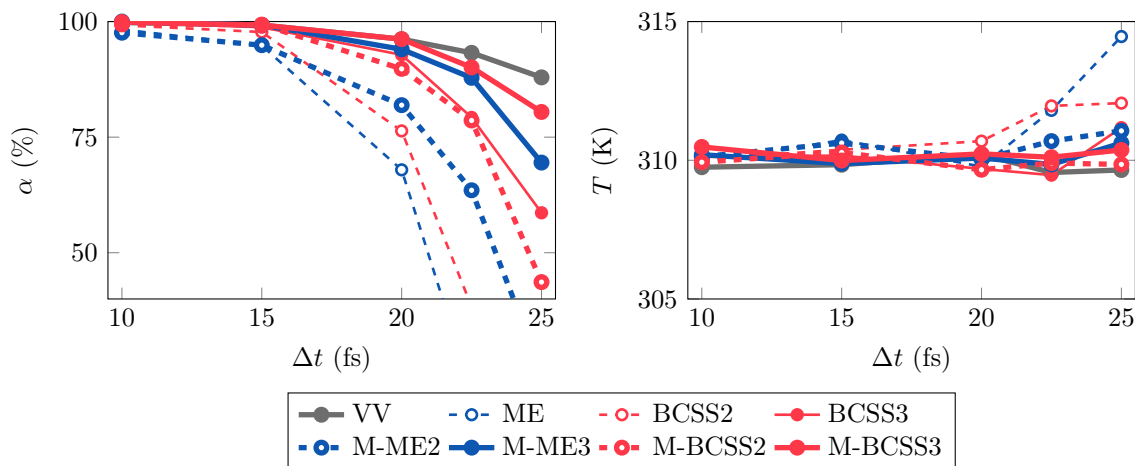 100
75
50
α (%)
10 15 20 25
Δt (fs)
315
310
305
T (K)
10 15 20 25
Δt (fs)
VV ME BCSS2 BCSS3
M-ME2 M-ME3 M-BCSS2 M-BCSS3